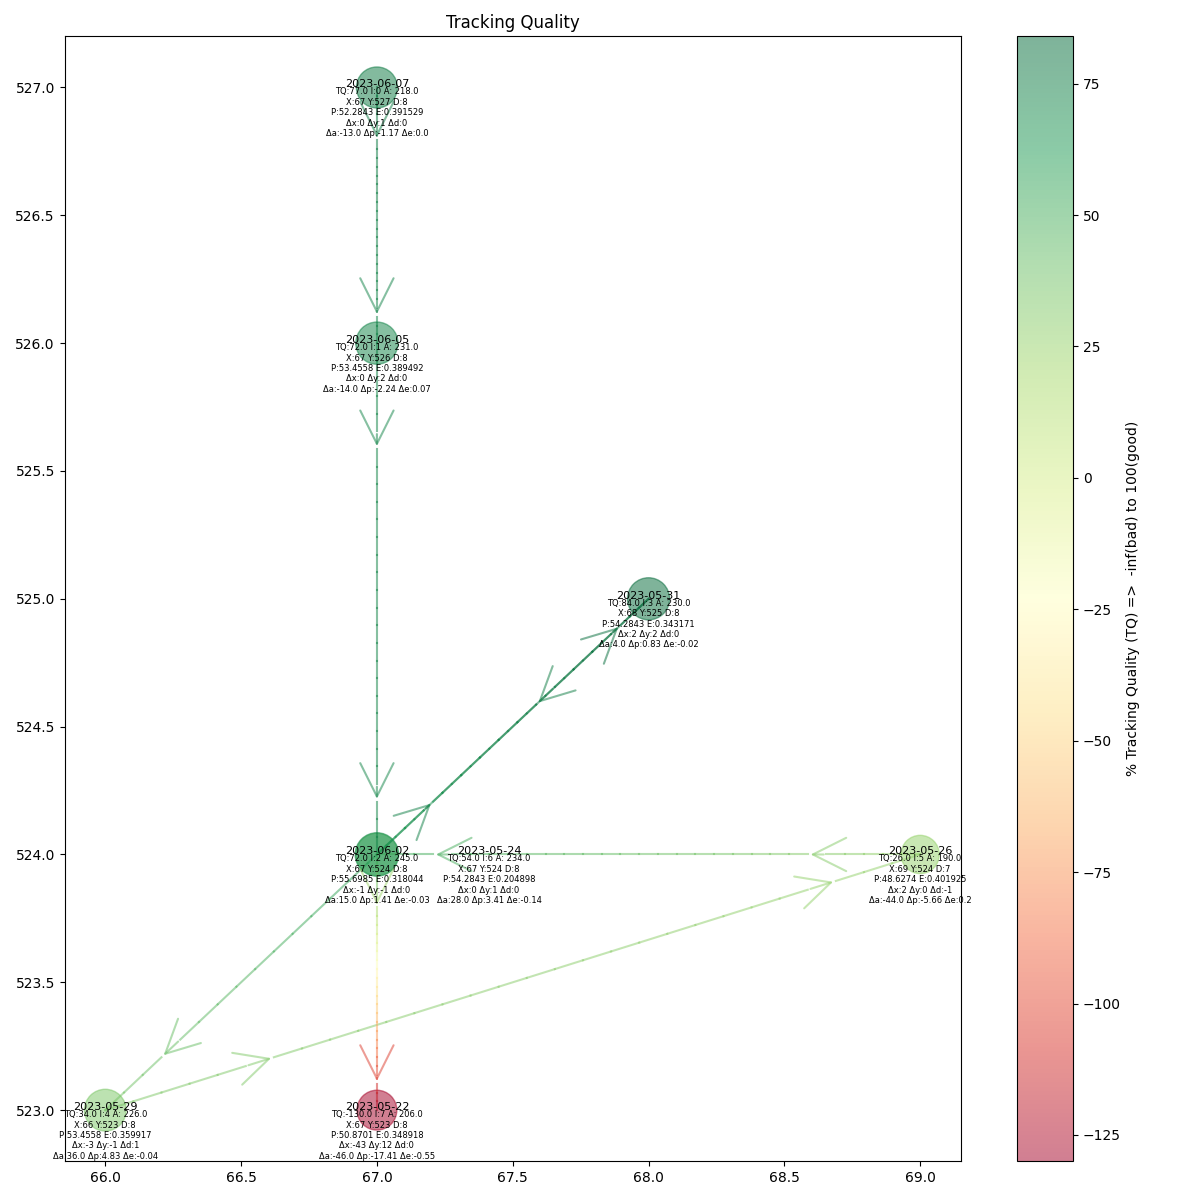 Tracking Quality
527.0
526.5
526.0
525.5
525.0
524.5
524.0
523.5
523.0
66.0 66.5 67.0 67.5 68.0 68.5 69.0
2023-06-07
TQ:77.0 I:0 A: 218.0
X:67 Y:527 D:8
P:52.2843 E:0.391529
Δx:0 Δy:1 Δd:0
Δa:-13.0 Δp:-1.17 Δe:0.0
2023-06-05
TQ:72.0 I:1 A: 231.0
X:67 Y:526 D:8
P:53.4558 E:0.389492
Δx:0 Δy:2 Δd:0
Δa:-14.0 Δp:-2.24 Δe:0.07
2023-05-31
TQ:84.0 I:3 A: 230.0
X:68 Y:525 D:8
P:54.2843 E:0.343171
Δx:2 Δy:2 Δd:0
Δa:4.0 Δp:0.83 Δe:-0.02
2023-06-02
TQ:72.0 I:2 A: 245.0
X:67 Y:524 D:8
P:55.6985 E:0.318044
Δx:-1 Δy:-1 Δd:0
Δa:15.0 Δp:1.41 Δe:-0.03
2023-05-24
TQ:54.0 I:6 A: 234.0
X:67 Y:524 D:8
P:54.2843 E:0.204898
Δx:0 Δy:1 Δd:0
Δa:28.0 Δp:3.41 Δe:-0.14
2023-05-26
TQ:26.0 I:5 A: 190.0
X:69 Y:524 D:7
P:48.6274 E:0.401925
Δx:2 Δy:0 Δd:-1
Δa:-44.0 Δp:-5.66 Δe:0.2
2023-05-29
TQ:34.0 I:4 A: 226.0
X:66 Y:523 D:8
P:53.4558 E:0.359917
Δx:-3 Δy:-1 Δd:1
Δa:36.0 Δp:4.83 Δe:-0.04
2023-05-22
TQ:-130.0 I:7 A: 206.0
X:67 Y:523 D:8
P:50.8701 E:0.348918
Δx:-43 Δy:12 Δd:0
Δa:-46.0 Δp:-17.41 Δe:-0.55
75
50
25
0
−25
−50
−75
−100
−125
% Tracking Quality (TQ) => -inf(bad) to 100(good)